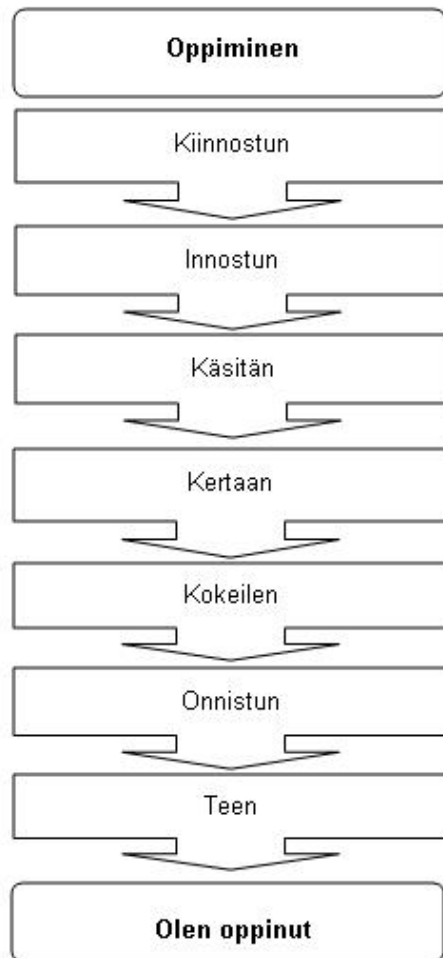 Oppiminen
Kiinnostun
Innostun
Käsitän
Kertaan
Kokeilen
Onnistun
Teen
Olen oppinut